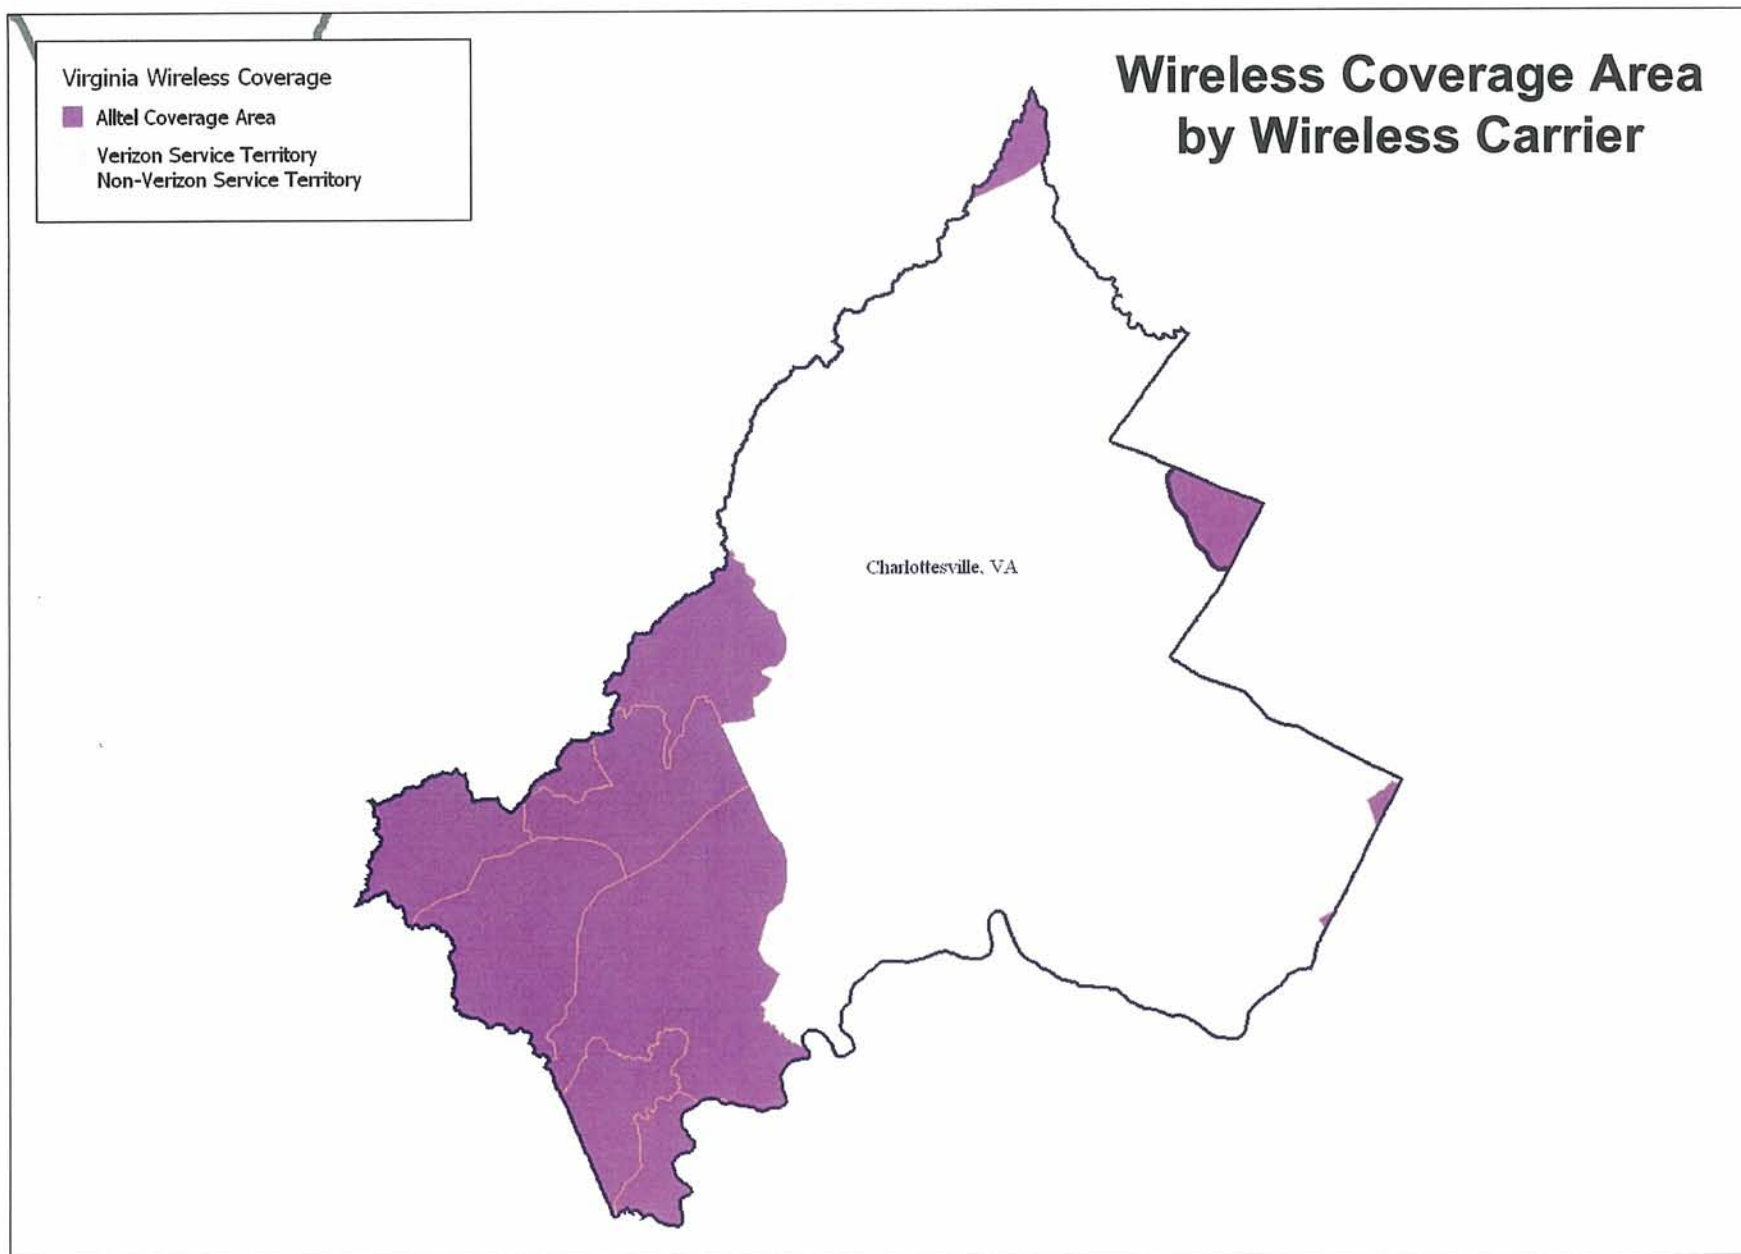 Virginia Wireless Coverage
Alltel Coverage Area
Verizon Service Territory
Non-Verizon Service Territory
Wireless Coverage Area
by Wireless Carrier
Charlottesville, VA